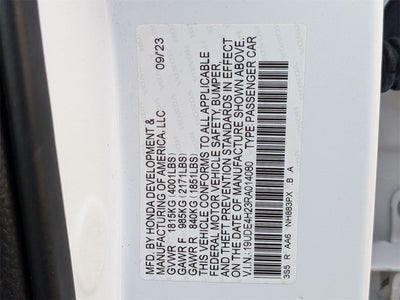 MFD. BY HONDA DEVELOPMENT & 09/23
MANUFACTURING OF AMERICA, LLC
GVWR 1815KG (4001LBS)
GAWR F 985KG (2171LBS)
GAWR R 840KG (1851LBS)
THIS VEHICLE CONFORMS TO ALL APPLICABLE
FEDERAL MOTOR VEHICLE SAFETY, BUMPER,
AND THEFT PREVENTION STANDARDS IN EFFECT
ON THE DATE OF MANUFACTURE SHOWN ABOVE.
V.I.N.: 19UDE4H23RA014080 TYPE: PASSENGER CAR
3S5 R AA6 NH883PX B A